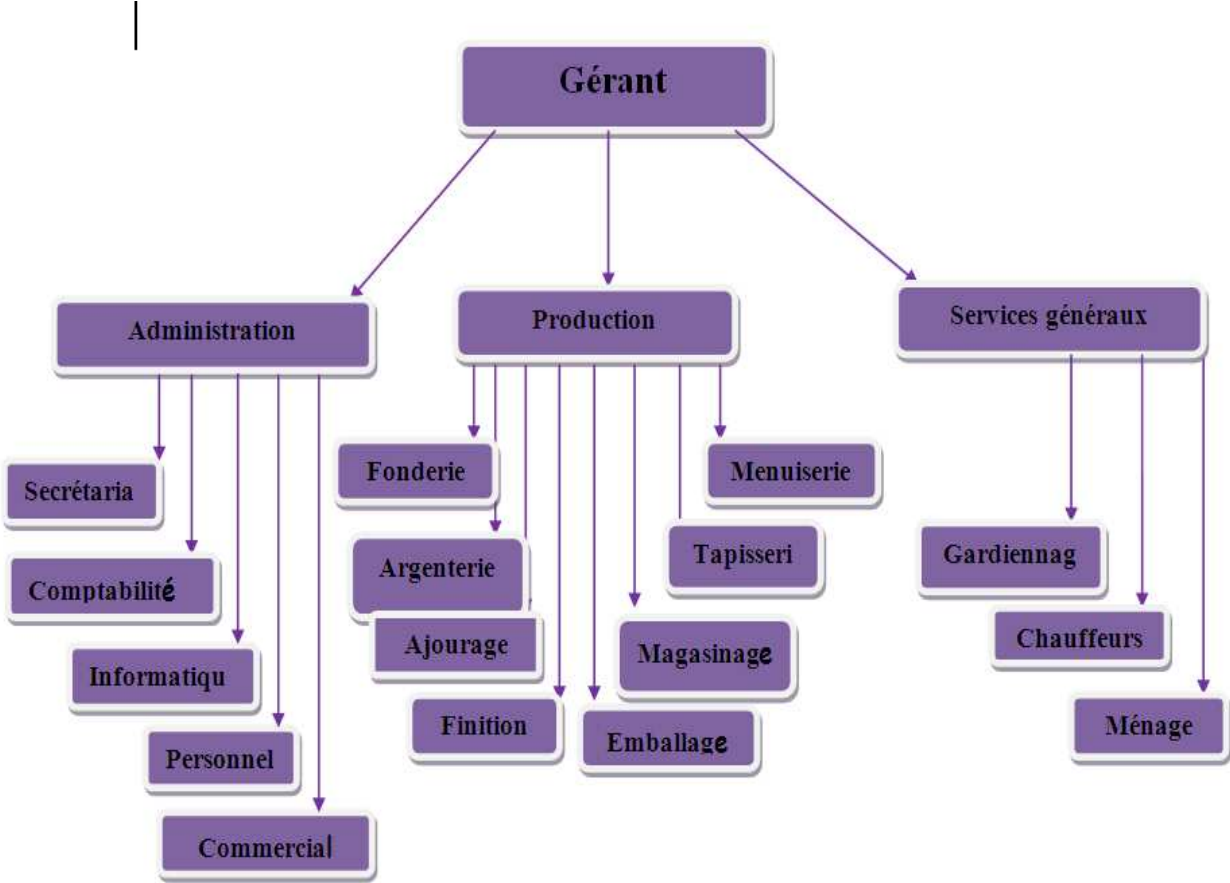 Gérant
Administration
Production
Services généraux
Secrétaria
Comptabilité
Informatiqu
Personnel
Commercial
Fonderie
Argenterie
Ajourage
Finition
Emballage
Magasinage
Tapisseri
Menuiserie
Gardiennag
Chauffeurs
Ménage